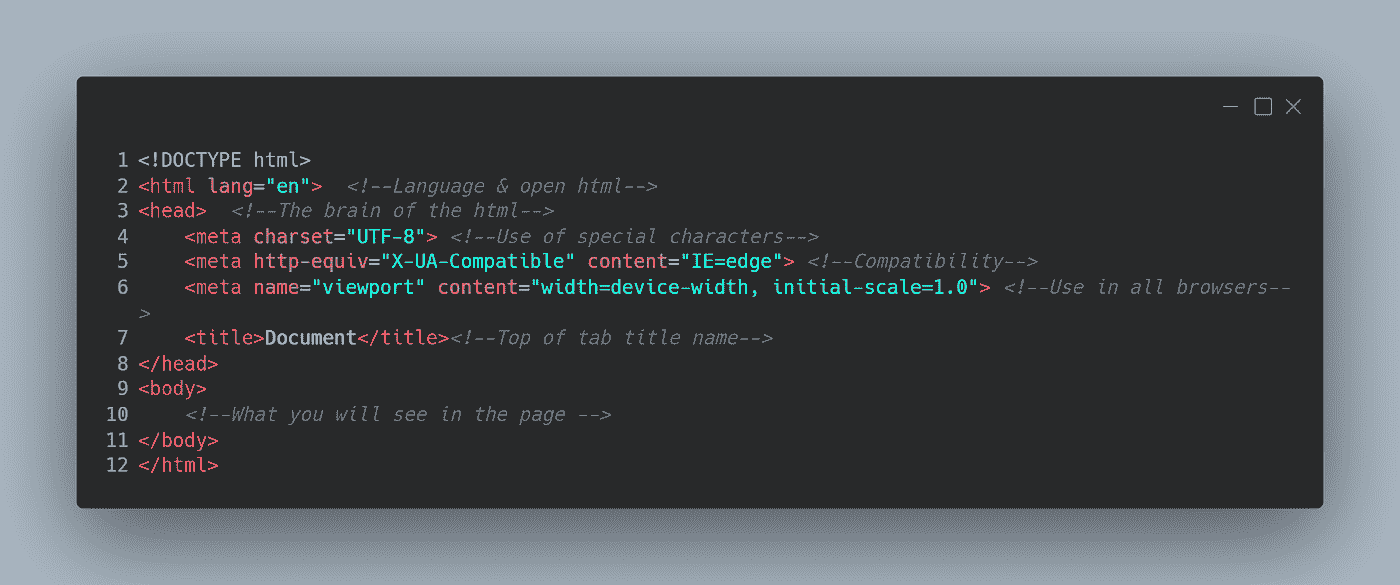 1 <!DOCTYPE html>
2 <html lang="en">  <!--Language & open html-->
3 <head>  <!--The brain of the html-->
4     <meta charset="UTF-8"> <!--Use of special characters-->
5     <meta http-equiv="X-UA-Compatible" content="IE=edge"> <!--Compatibility-->
6     <meta name="viewport" content="width=device-width, initial-scale=1.0"> <!--Use in all browsers--
>
7     <title>Document</title><!--Top of tab title name-->
8 </head>
9 <body>
10     <!--What you will see in the page -->
11 </body>
12 </html>